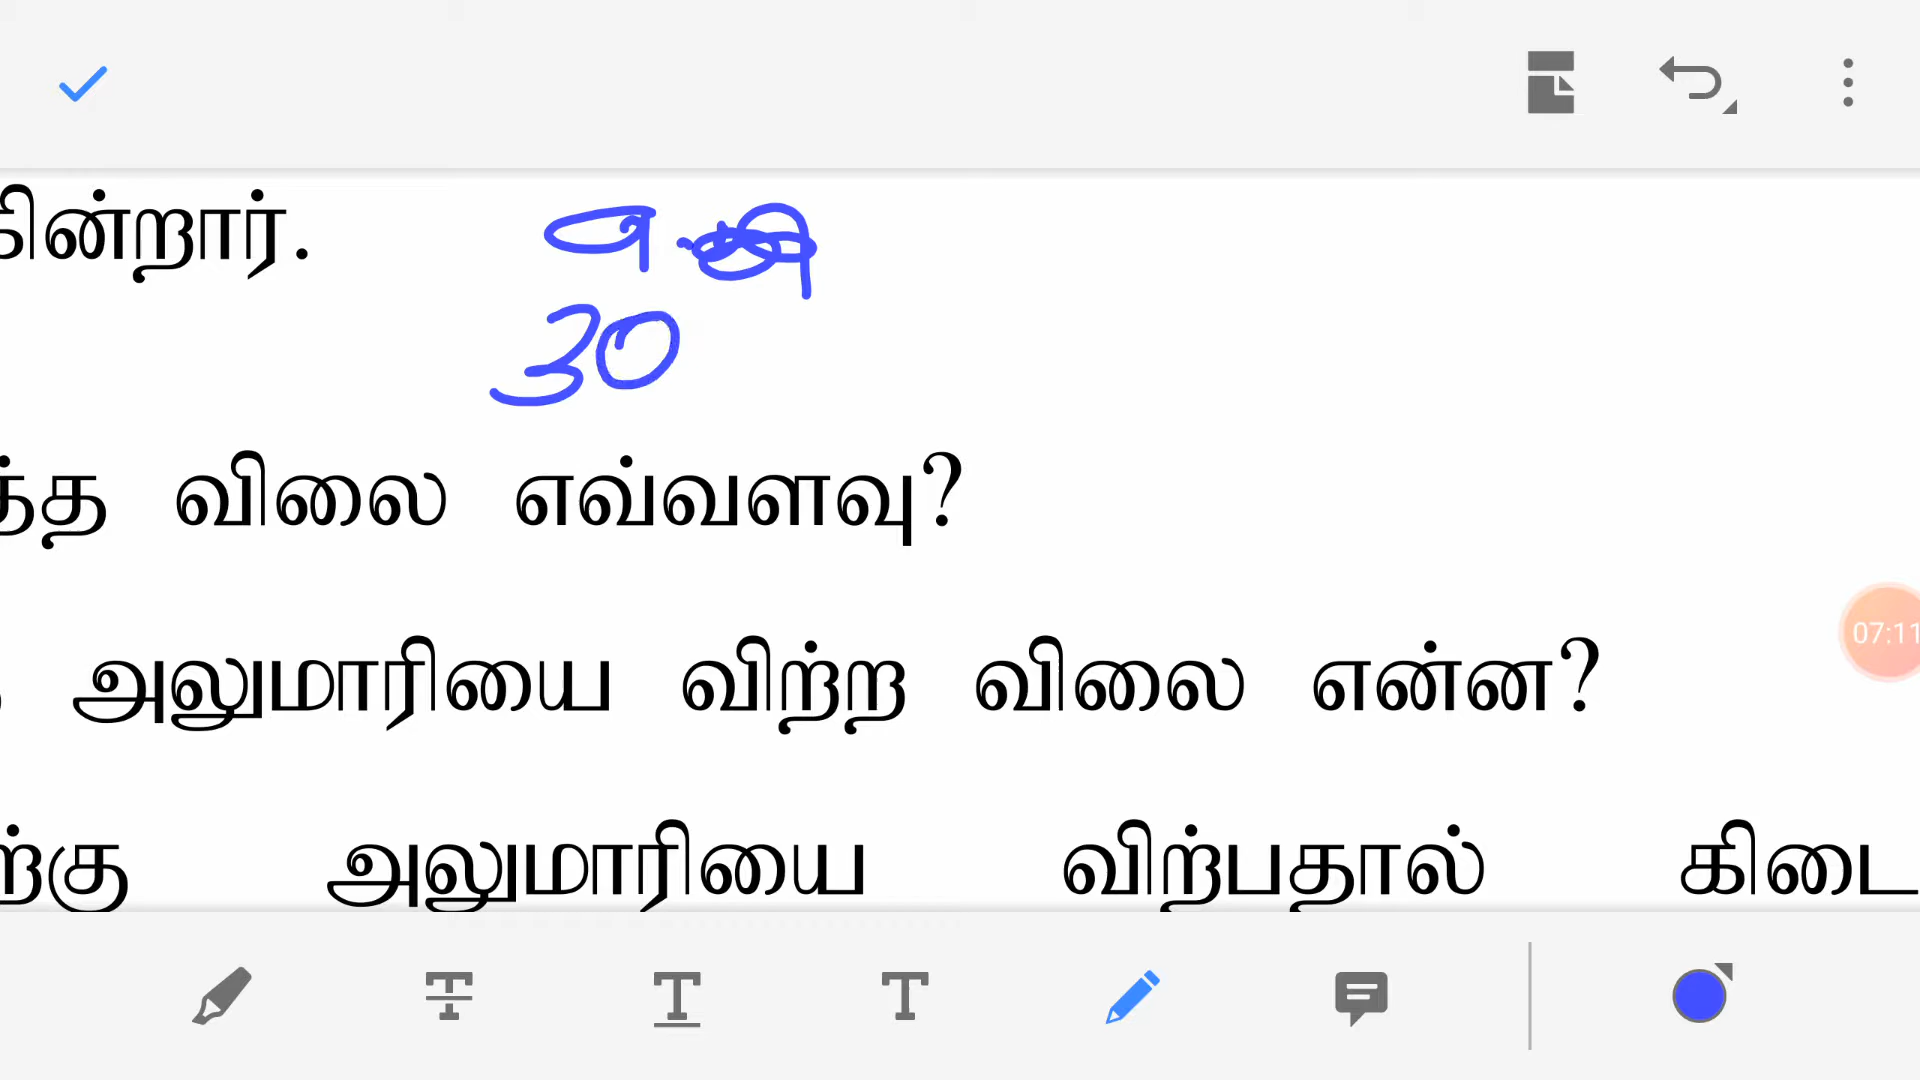 கின்றார்.
30
த்த விலை எவ்வளவு?
அலுமாரியை விற்ற விலை என்ன?
07:11
ற்கு அலுமாரியை விற்பதால் கிடை